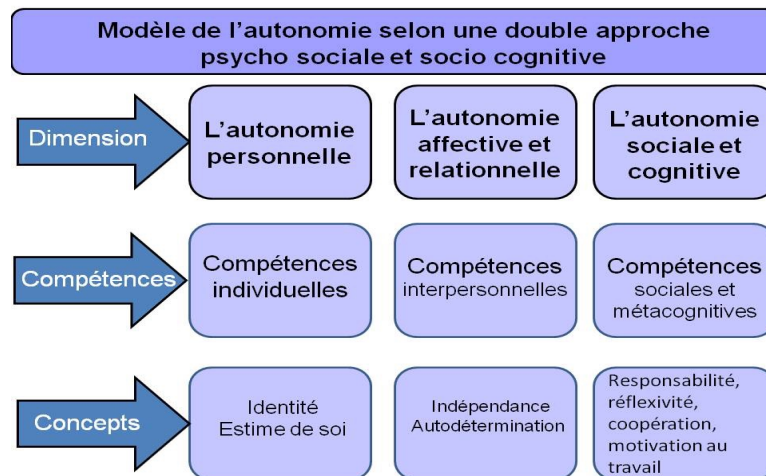 Modèle de l'autonomie selon une double approche
psycho sociale et socio cognitive
Dimension
L'autonomie
personnelle
L'autonomie
affective et
relationnelle
L'autonomie
sociale et
cognitive
Compétences
Compétences
individuelles
Compétences
interpersonnelles
Compétences
sociales et
métacognitives
Concepts
Identité
Estime de soi
Indépendance
Autodétermination
Responsabilité,
réflexivité,
coopération,
motivation au
travail